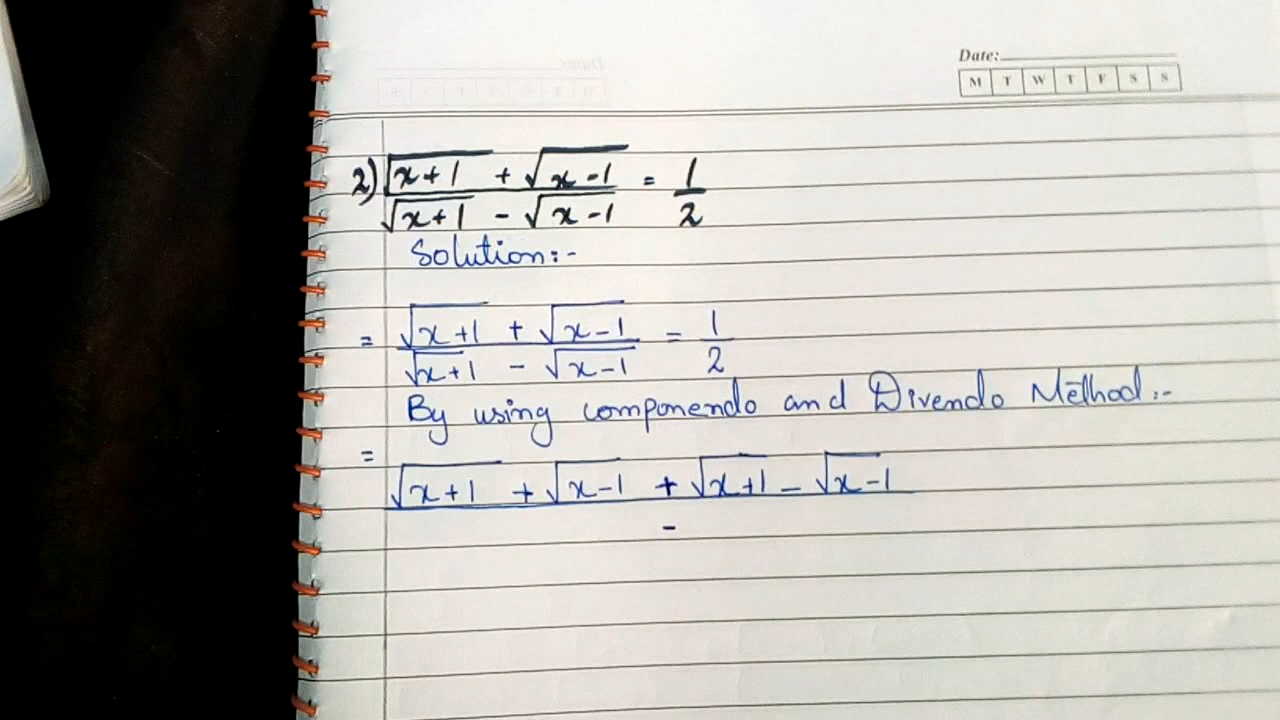 Date:
M T W T F S S
2) √(x+1) + √(x-1) / √(x+1) - √(x-1) = 1/2
Solution:-
= √(x+1) + √(x-1) / √(x+1) - √(x-1) = 1/2
By using componendo and Divendo Method:-
= √(x+1) + √(x-1) + √(x+1) - √(x-1)
-